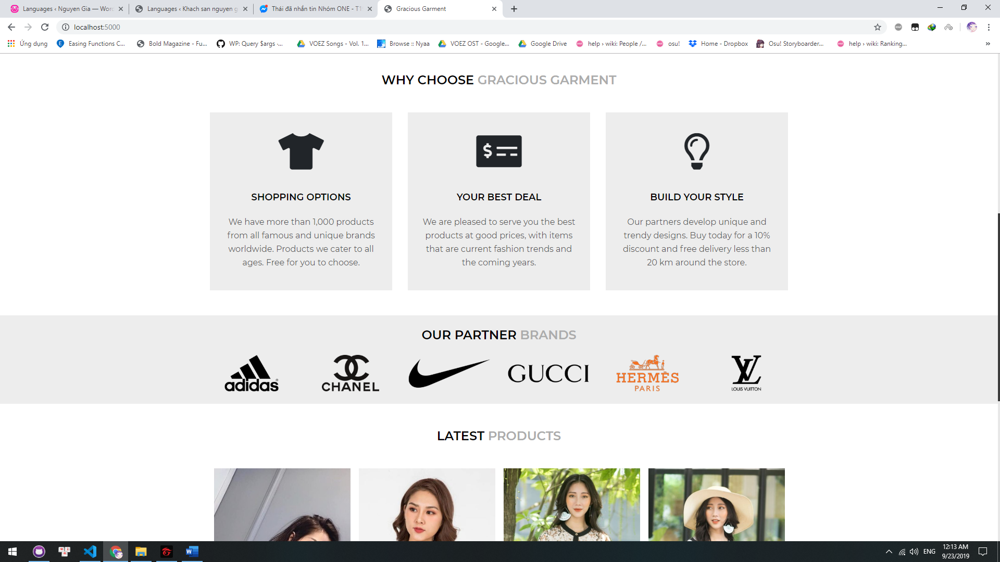 Languages ‹ Nguyen Gia — Word
Languages ‹ Khach san nguyen g
Thái đã nhắn tin Nhóm ONE - T1
Gracious Garment
localhost:5000
Ứng dụng
Easing Functions C...
Bold Magazine - Fu...
WP: Query $args ·...
VOEZ Songs - Vol. 1...
Browse :: Nyaa
VOEZ OST - Google...
Google Drive
help › wiki: People /...
osu!
Home - Dropbox
Osu! Storyboarder...
help › wiki: Ranking...
»
WHY CHOOSE GRACIOUS GARMENT
SHOPPING OPTIONS
We have more than 1,000 products
from all famous and unique brands
worldwide. Products we cater to all
ages. Free for you to choose.
$
YOUR BEST DEAL
We are pleased to serve you the best
products at good prices, with items
that are current fashion trends and
the coming years.
BUILD YOUR STYLE
Our partners develop unique and
trendy designs. Buy today for a 10%
discount and free delivery less than
20 km around the store.
OUR PARTNER BRANDS
adidas
CHANEL
GUCCI
HERMÈS
PARIS
LV
LOUIS VUITTON
LATEST PRODUCTS
ENG
12:13 AM
9/23/2019